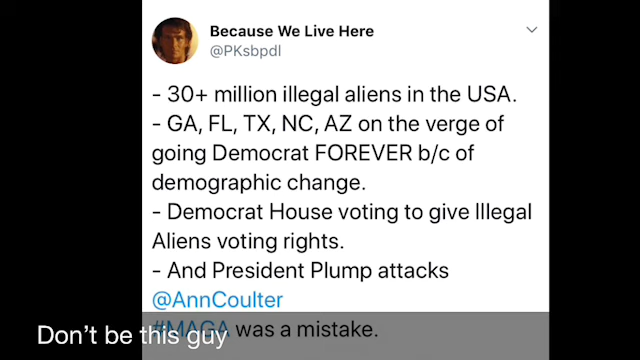 Because We Live Here
@PKsbpdl
- 30+ million illegal aliens in the USA.
- GA, FL, TX, NC, AZ on the verge of
going Democrat FOREVER b/c of
demographic change.
- Democrat House voting to give Illegal
Aliens voting rights.
- And President Plump attacks
@AnnCoulter
#MAGA was a mistake.
Don't be this guy